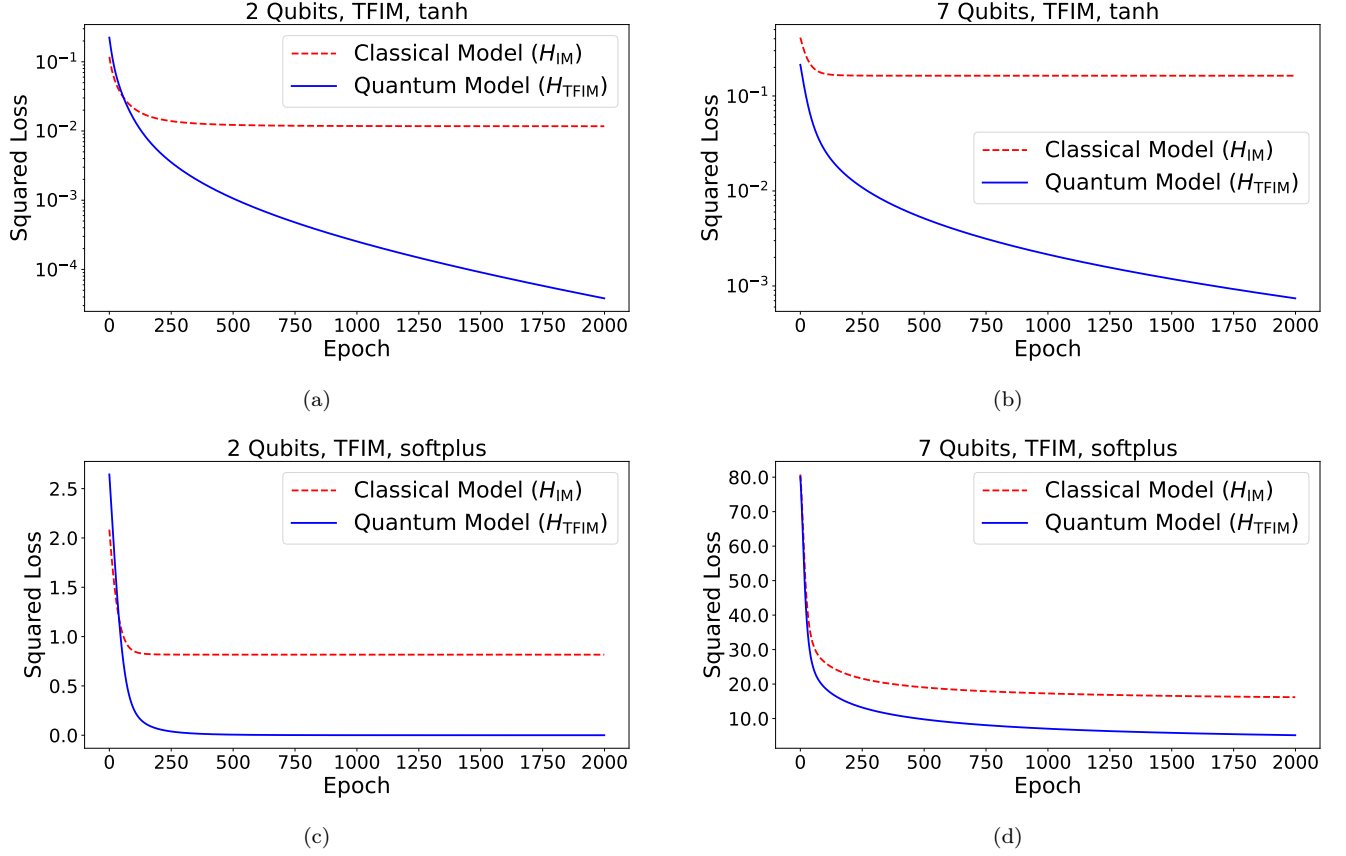 2 Qubits, TFIM, tanh
Squared Loss
10⁻¹
10⁻²
10⁻³
10⁻⁴
Classical Model (H_IM)
Quantum Model (H_TFIM)
0 250 500 750 1000 1250 1500 1750 2000
Epoch
(a)
7 Qubits, TFIM, tanh
Squared Loss
10⁻¹
10⁻²
10⁻³
Classical Model (H_IM)
Quantum Model (H_TFIM)
0 250 500 750 1000 1250 1500 1750 2000
Epoch
(b)
2 Qubits, TFIM, softplus
Squared Loss
2.5
2.0
1.5
1.0
0.5
0.0
Classical Model (H_IM)
Quantum Model (H_TFIM)
0 250 500 750 1000 1250 1500 1750 2000
Epoch
(c)
7 Qubits, TFIM, softplus
Squared Loss
80.0
70.0
60.0
50.0
40.0
30.0
20.0
10.0
Classical Model (H_IM)
Quantum Model (H_TFIM)
0 250 500 750 1000 1250 1500 1750 2000
Epoch
(d)